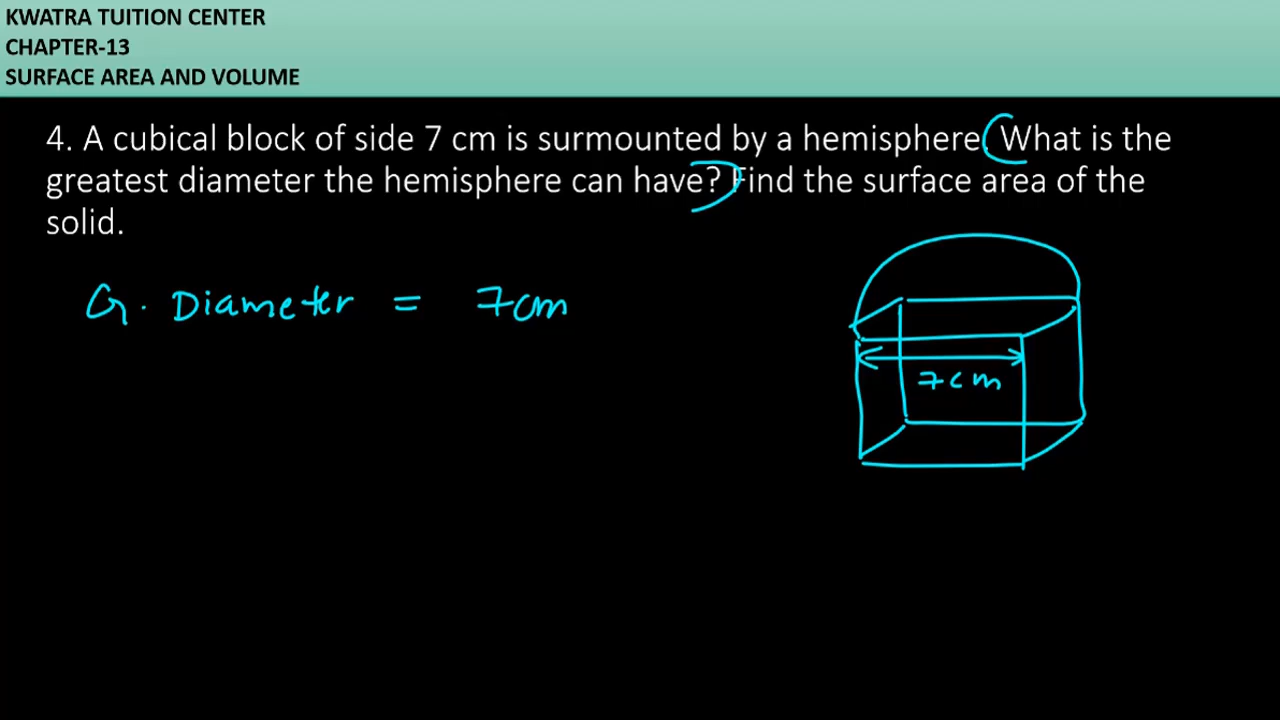 KWATRA TUITION CENTER
CHAPTER-13
SURFACE AREA AND VOLUME
4. A cubical block of side 7 cm is surmounted by a hemisphere. What is the
greatest diameter the hemisphere can have? Find the surface area of the
solid.
G. Diameter = 7cm
7cm